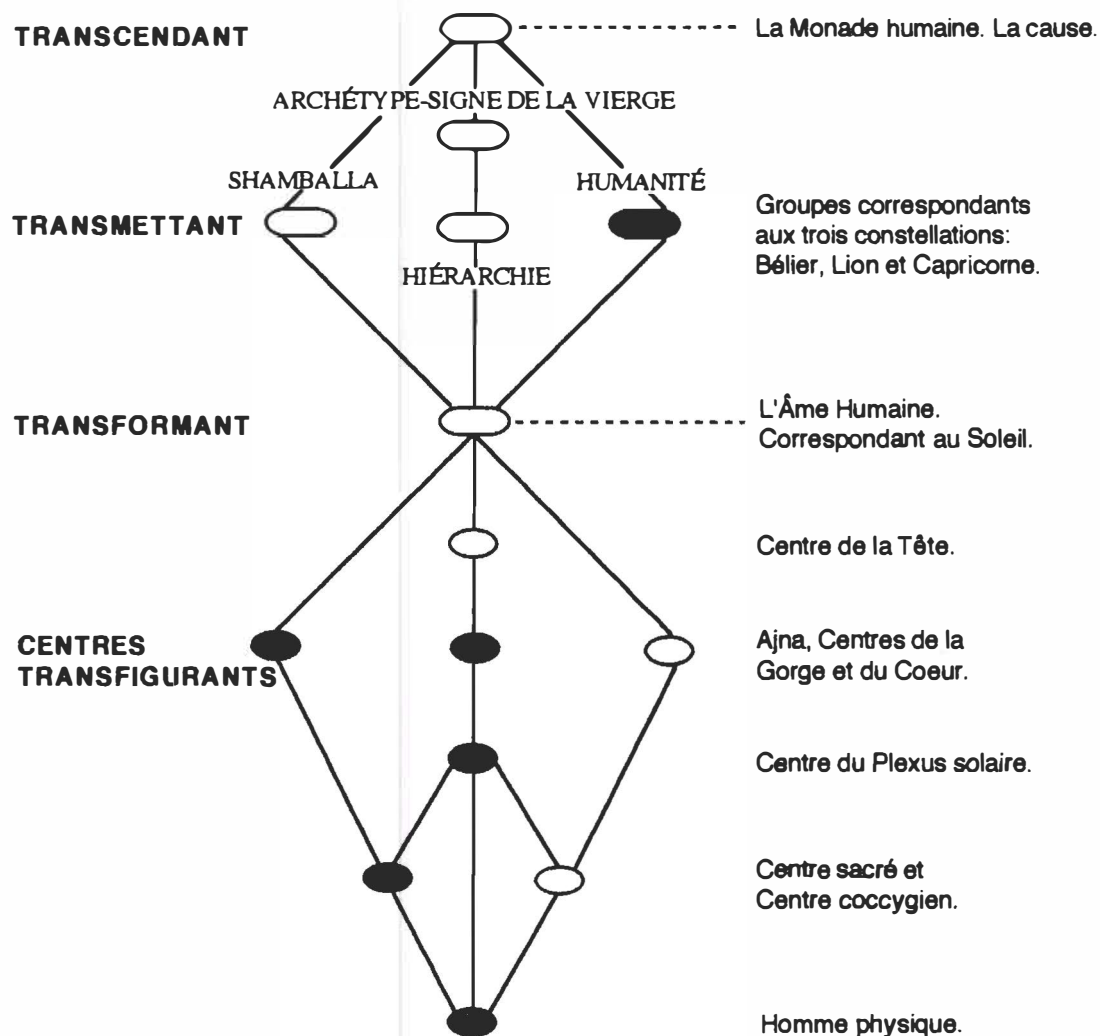 TRANSCENDANT
La Monade humaine. La cause.
ARCHÉTYPE-SIGNE DE LA VIERGE
SHAMBALLA
HUMANITÉ
TRANSMETTANT
Groupes correspondants
aux trois constellations:
Bélier, Lion et Capricorne.
HIÉRARCHIE
TRANSFORMANT
L'Âme Humaine.
Correspondant au Soleil.
Centre de la Tête.
CENTRES
TRANSFIGURANTS
Ajna, Centres de la
Gorge et du Coeur.
Centre du Plexus solaire.
Centre sacré et
Centre coccygien.
Homme physique.